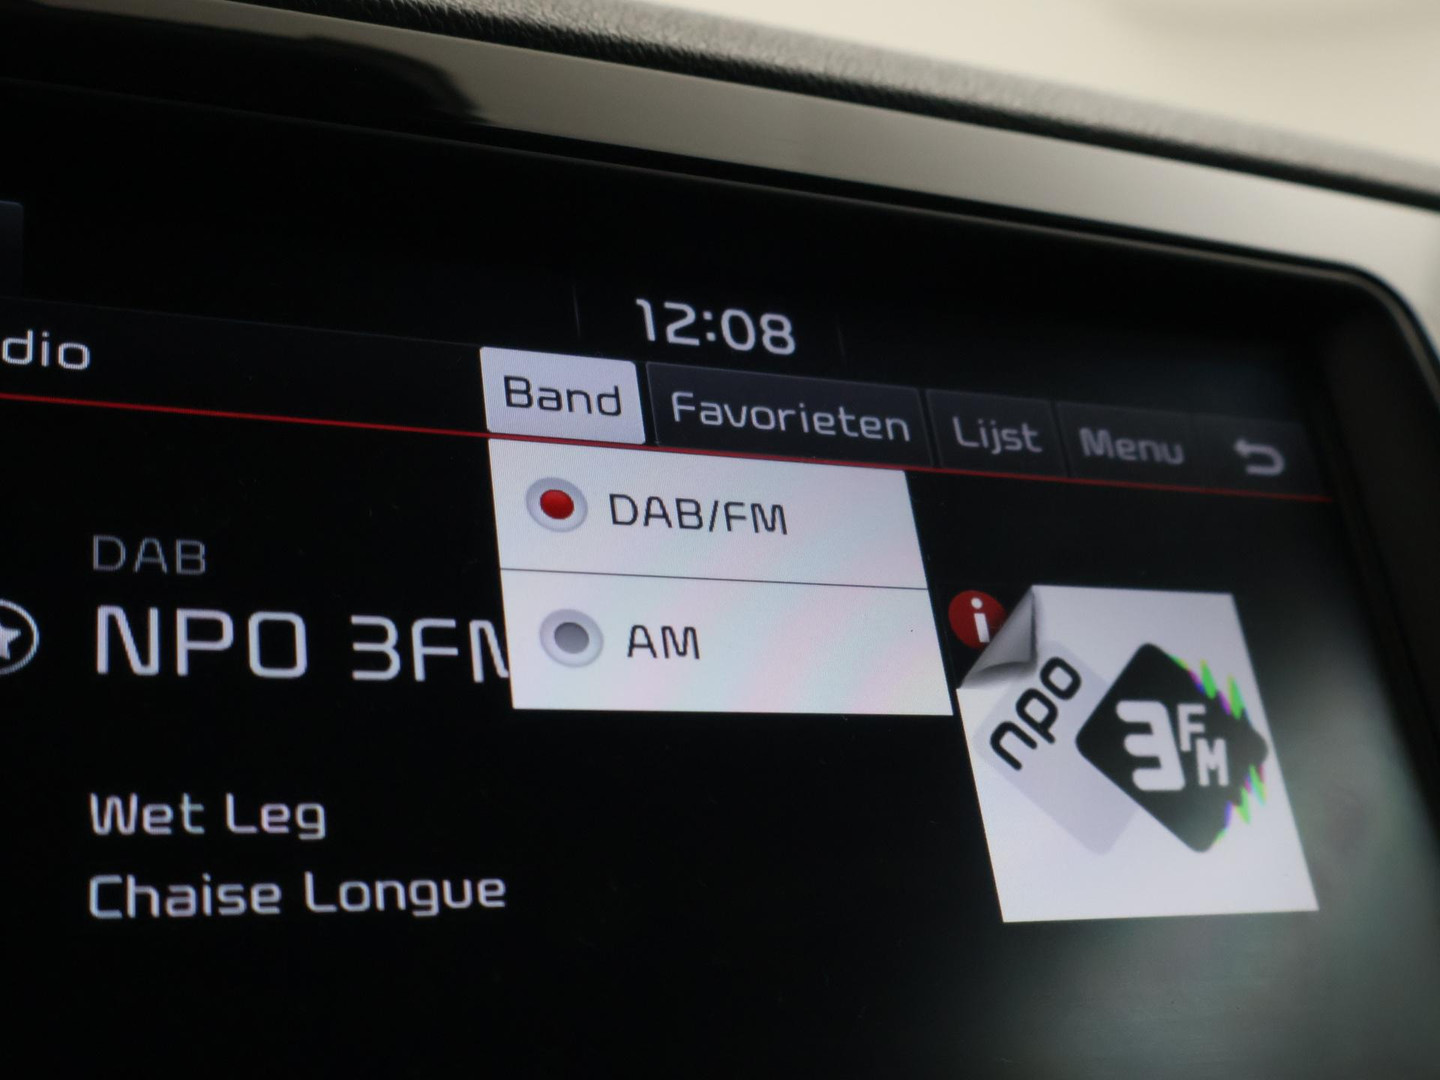 12:08
dio
Band Favorieten Lijst Menu
DAB/FM
AM
DAB
NPO 3FM
Wet Leg
Chaise Longue
i
npo
3FM